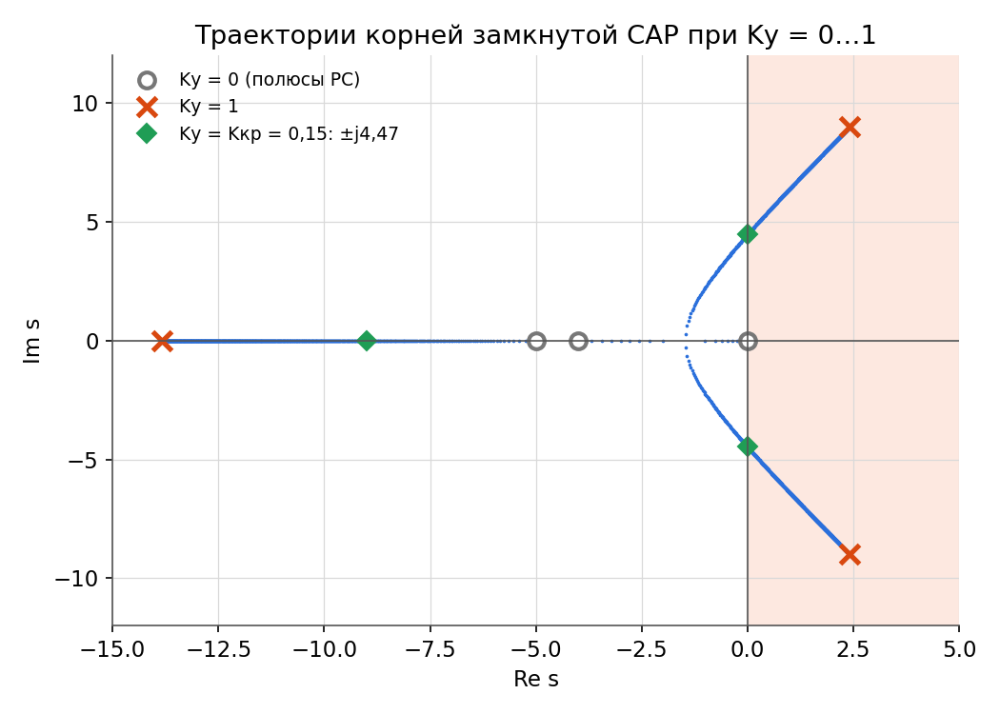 Траектории корней замкнутой САР при Ky = 0…1
Ky = 0 (полюсы РС)
Ky = 1
Ky = Kкр = 0,15: ±j4,47
10
5
0
−5
−10
Im s
−15.0 −12.5 −10.0 −7.5 −5.0 −2.5 0.0 2.5 5.0
Re s